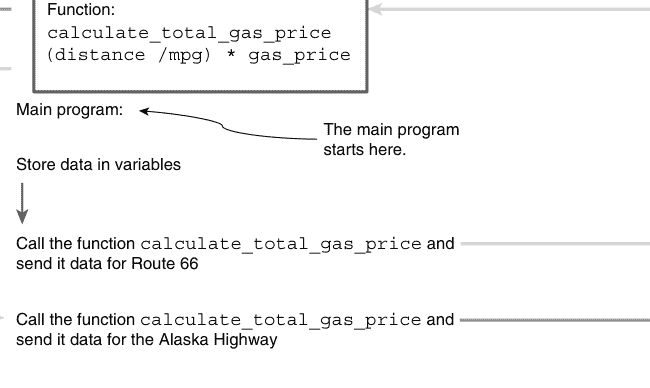 Function:
calculate_total_gas_price
(distance /mpg) * gas_price
Main program:
The main program
starts here.
Store data in variables
Call the function calculate_total_gas_price and
send it data for Route 66
Call the function calculate_total_gas_price and
send it data for the Alaska Highway